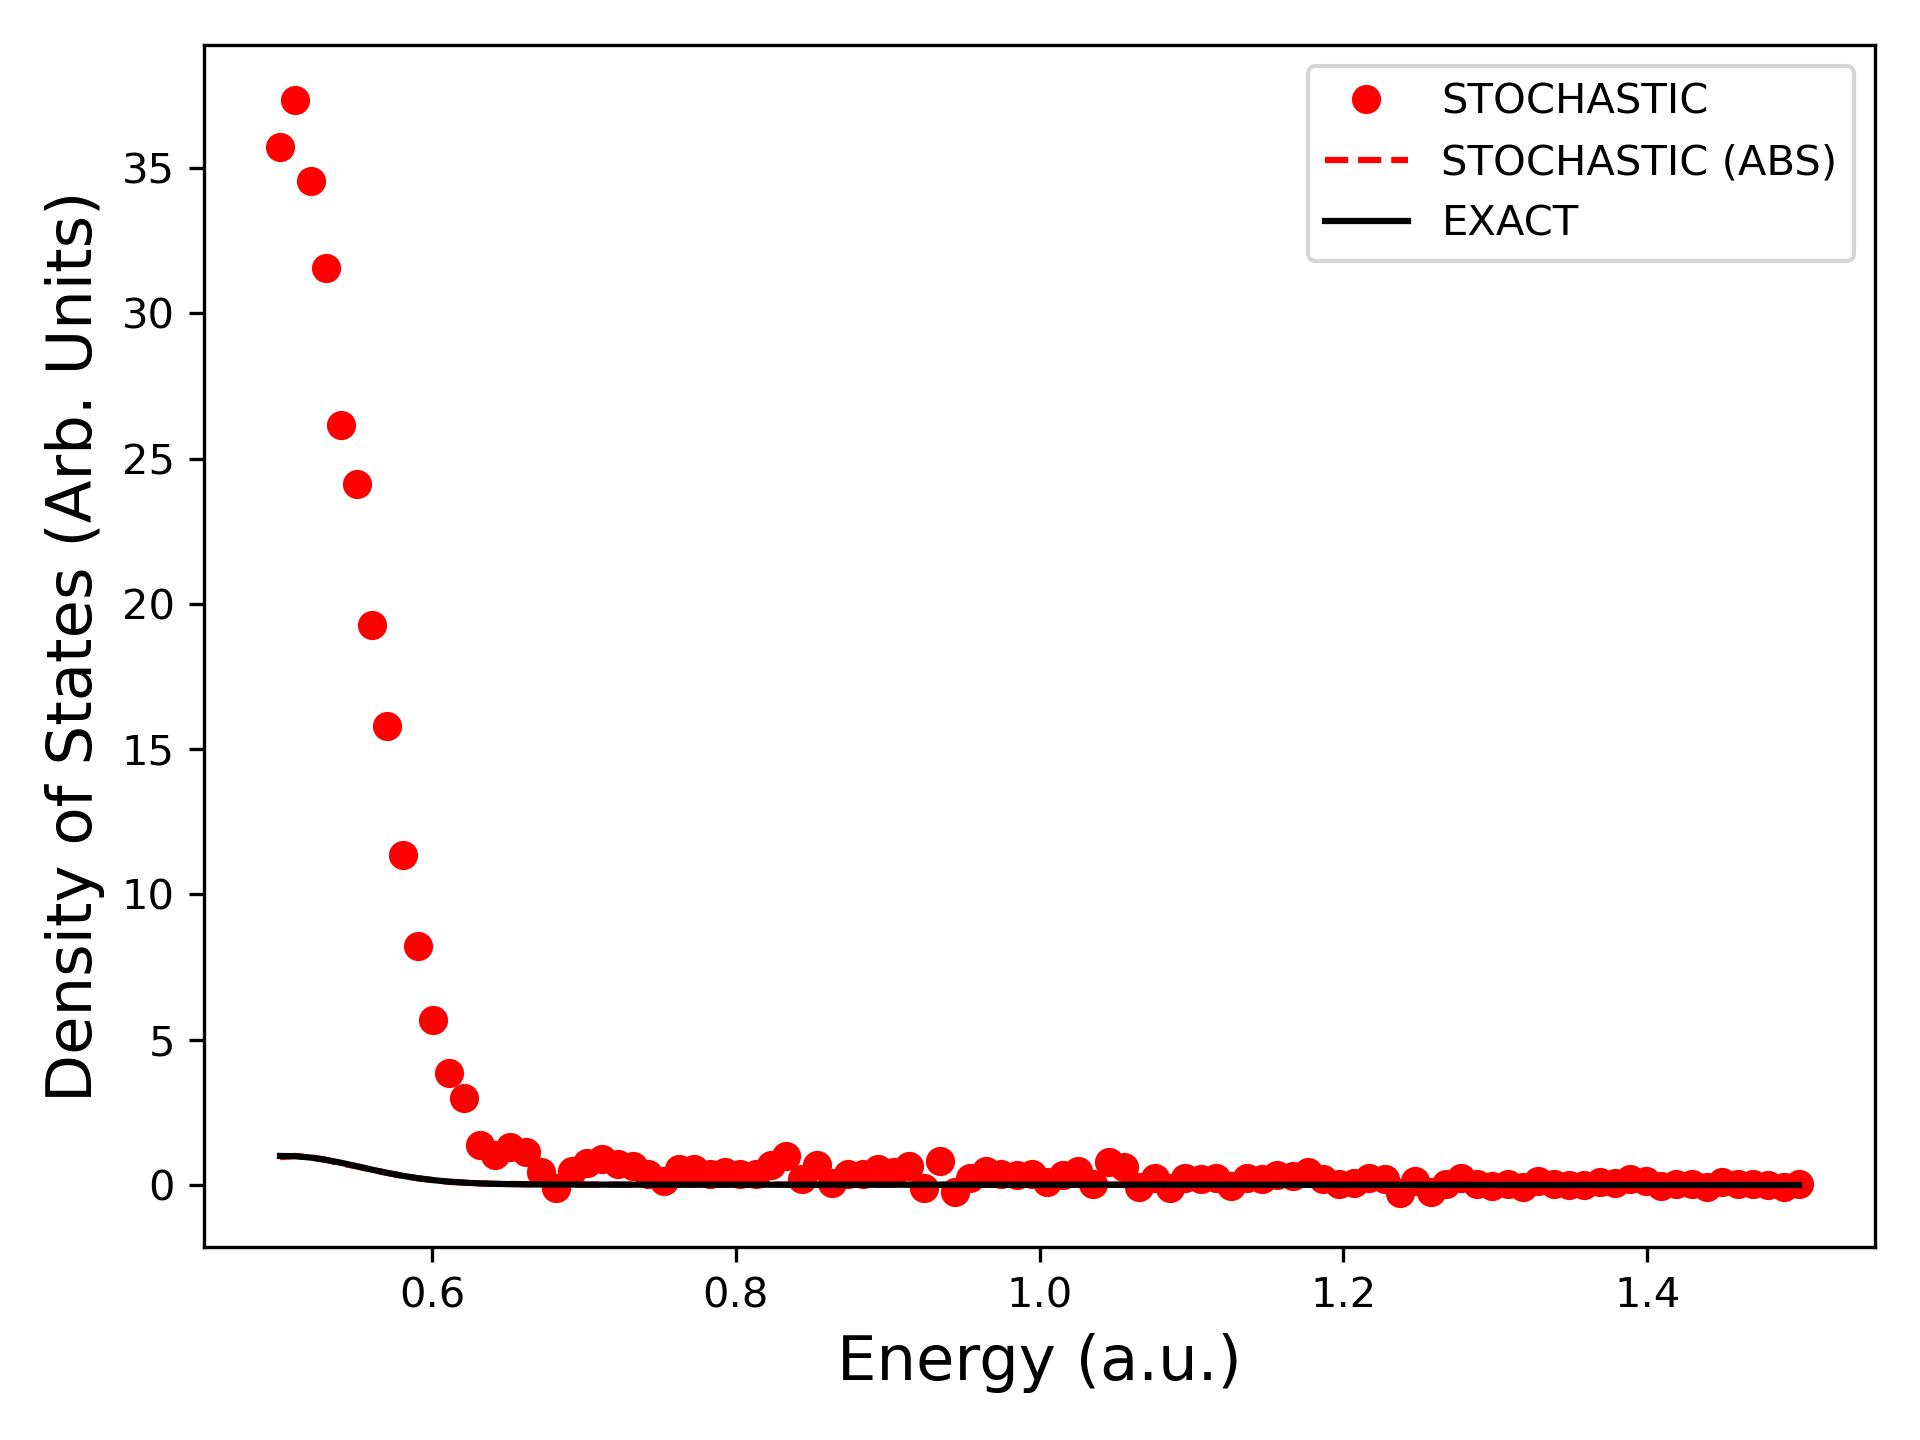 STOCHASTIC
STOCHASTIC (ABS)
EXACT
Density of States (Arb. Units)
35
30
25
20
15
10
5
0
0.6 0.8 1.0 1.2 1.4
Energy (a.u.)